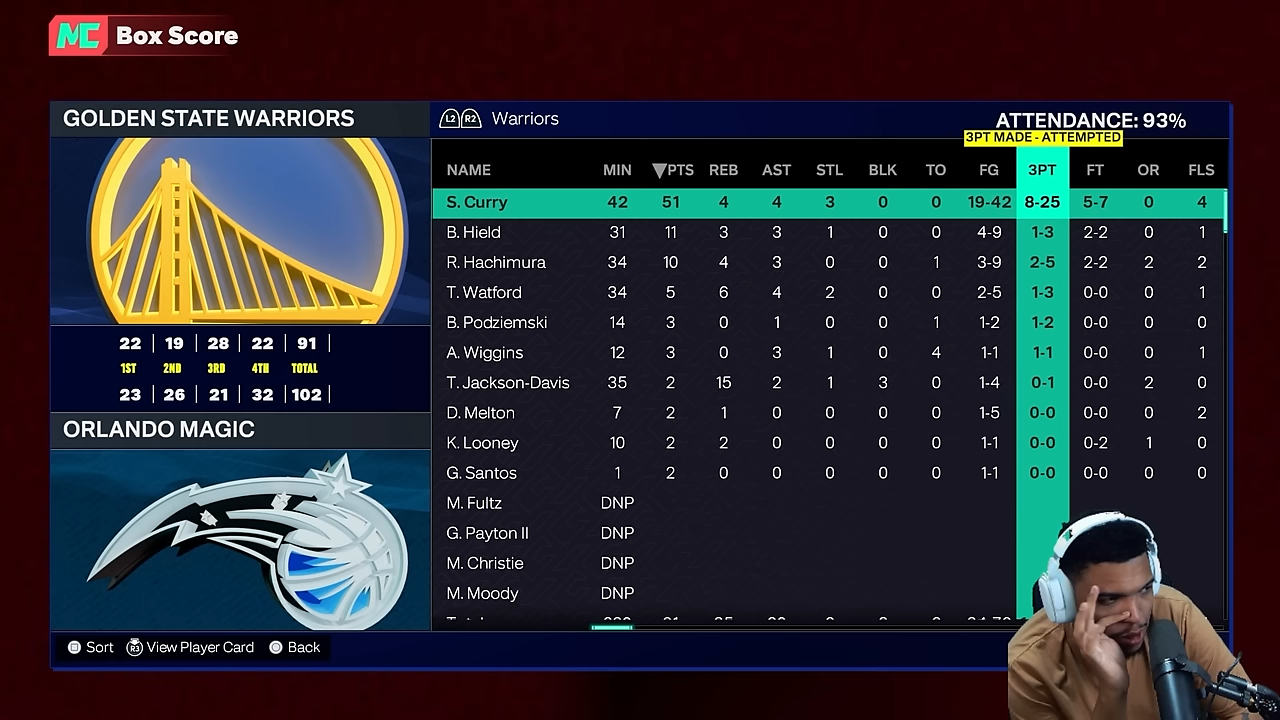 MC Box Score
GOLDEN STATE WARRIORS
22 | 19 | 28 | 22 | 91 |
1ST 2ND 3RD 4TH TOTAL
23 | 26 | 21 | 32 | 102 |
ORLANDO MAGIC
L2 R2 Warriors
ATTENDANCE: 93%
3PT MADE - ATTEMPTED
NAME MIN ▼PTS REB AST STL BLK TO FG 3PT FT OR FLS
S. Curry 42 51 4 4 3 0 0 19-42 8-25 5-7 0 4
B. Hield 31 11 3 3 1 0 0 4-9 1-3 2-2 0 1
R. Hachimura 34 10 4 3 0 0 1 3-9 2-5 2-2 2 2
T. Watford 34 5 6 4 2 0 0 2-5 1-3 0-0 0 1
B. Podziemski 14 3 0 1 0 0 1 1-2 1-2 0-0 0 0
A. Wiggins 12 3 0 3 1 0 4 1-1 1-1 0-0 0 1
T. Jackson-Davis 35 2 15 2 1 3 0 1-4 0-1 0-0 2 0
D. Melton 7 2 1 0 0 0 0 1-5 0-0 0-0 0 2
K. Looney 10 2 2 0 0 0 0 1-1 0-0 0-2 1 0
G. Santos 1 2 0 0 0 0 0 1-1 0-0 0-0 0 0
M. Fultz DNP
G. Payton II DNP
M. Christie DNP
M. Moody DNP
Sort R3 View Player Card Back